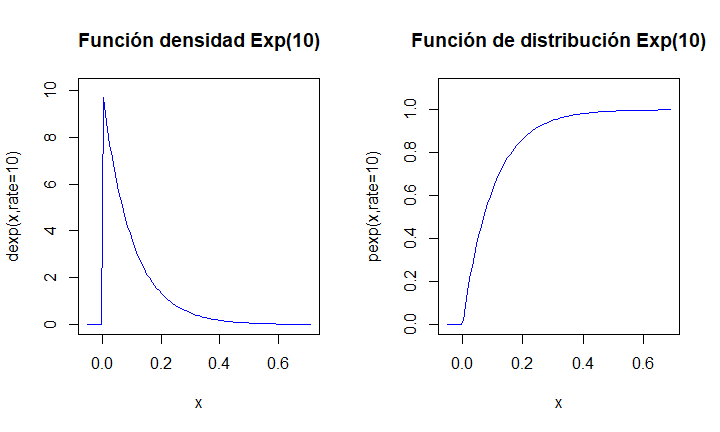 Función densidad Exp(10)
dexp(x,rate=10)
10
8
6
4
2
0
0.0 0.2 0.4 0.6
x
Función de distribución Exp(10)
pexp(x,rate=10)
1.0
0.8
0.6
0.4
0.2
0.0
0.0 0.2 0.4 0.6
x